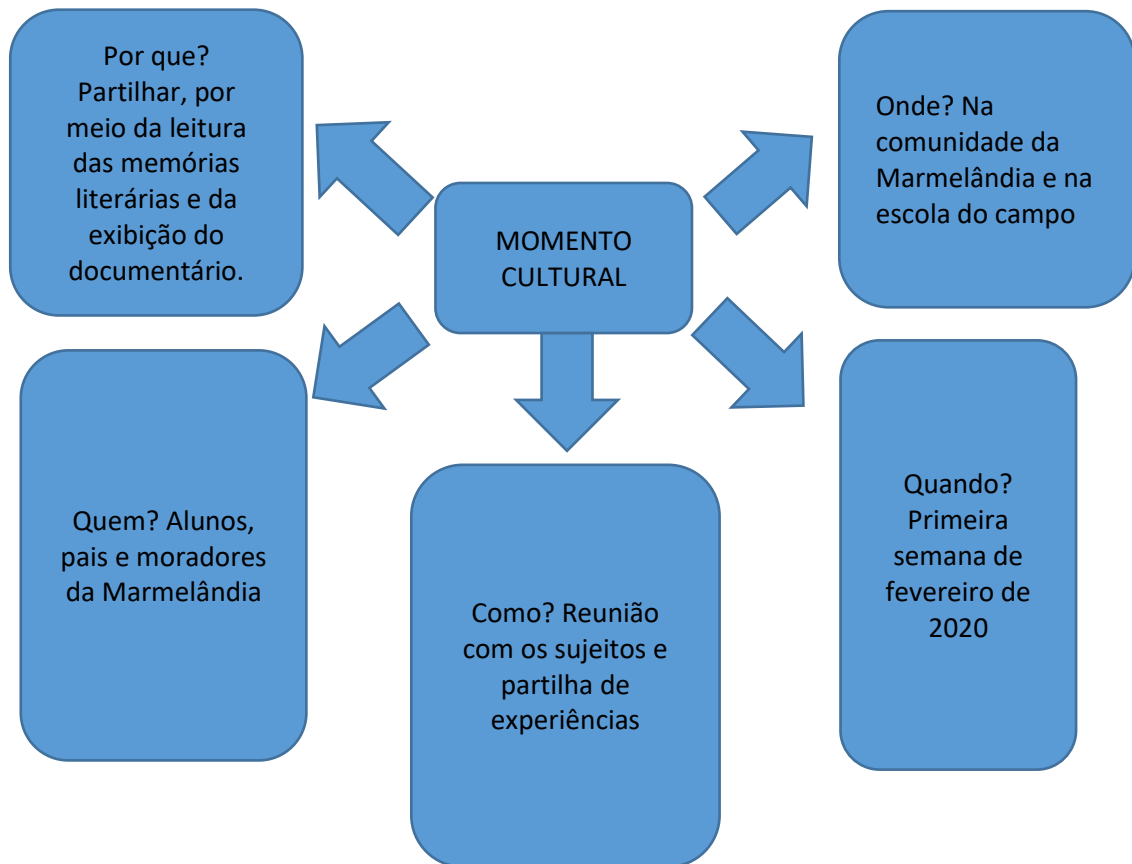 Por que?
Partilhar, por
meio da leitura
das memórias
literárias e da
exibição do
documentário.
Onde? Na
comunidade da
Marmelândia e na
escola do campo
MOMENTO
CULTURAL
Quem? Alunos,
pais e moradores
da Marmelândia
Como? Reunião
com os sujeitos e
partilha de
experiências
Quando?
Primeira
semana de
fevereiro de
2020